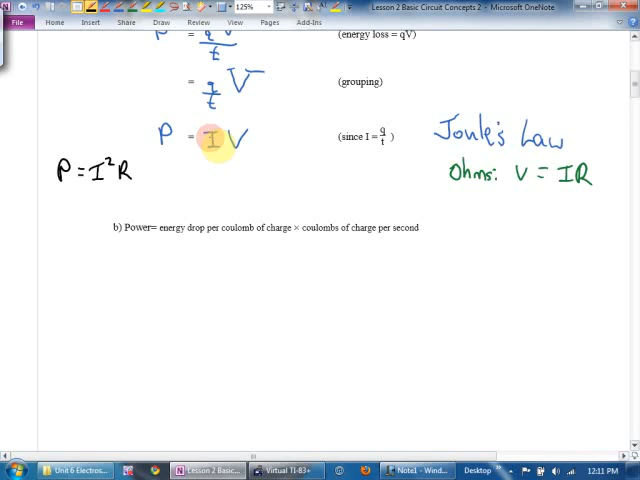 Lesson 2 Basic Circuit Concepts 2 - Microsoft OneNote
125%
File Home Insert Share Draw Review View Add-Ins
P = qV / t (energy loss = qV)
= q/t V (grouping)
P = I V (since I = q/t ) Joule's Law
P = I²R Ohms: V = IR
b) Power= energy drop per coulomb of charge × coulombs of charge per second
Unit 6 Electros... Lesson 2 Basic... Virtual TI-83+ Note1 - Wind... Desktop » 12:11 PM